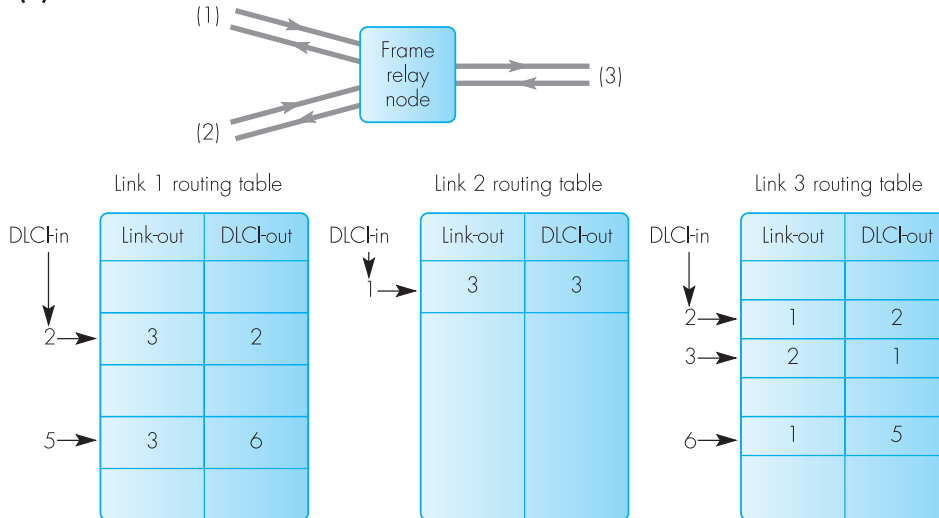 (1)
Frame
relay
node
(3)
(2)
Link 1 routing table
Link 2 routing table
Link 3 routing table
DLCI-in
Link-out
DLCI-out
2
3
2
5
3
6
DLCI-in
Link-out
DLCI-out
1
3
3
DLCI-in
Link-out
DLCI-out
2
1
2
3
2
1
6
1
5